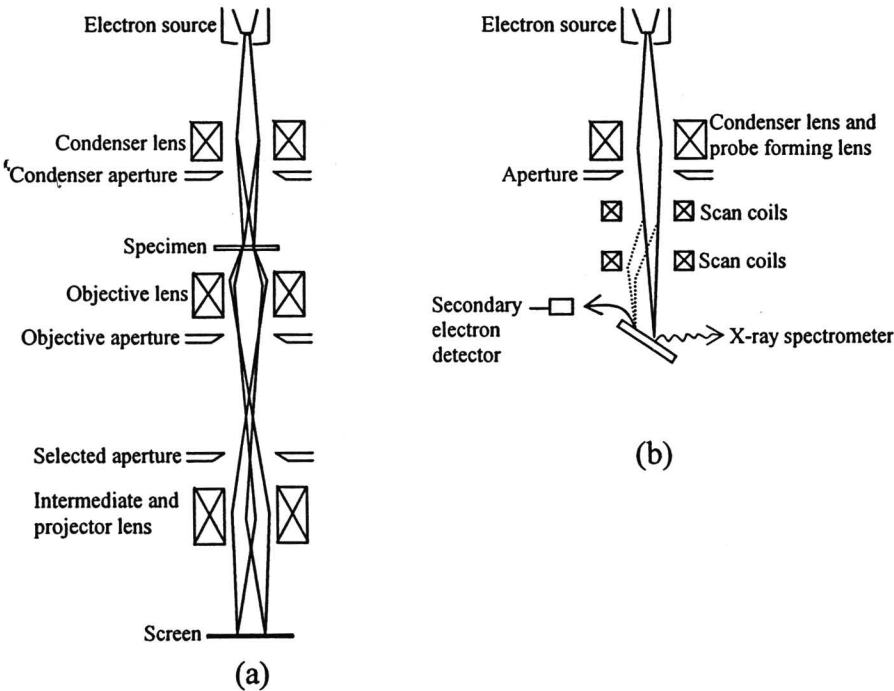 Electron source
Condenser lens
Condenser aperture
Specimen
Objective lens
Objective aperture
Selected aperture
Intermediate and
projector lens
Screen
(a)
Electron source
Condenser lens and
probe forming lens
Aperture
Scan coils
Scan coils
Secondary
electron
detector
X-ray spectrometer
(b)